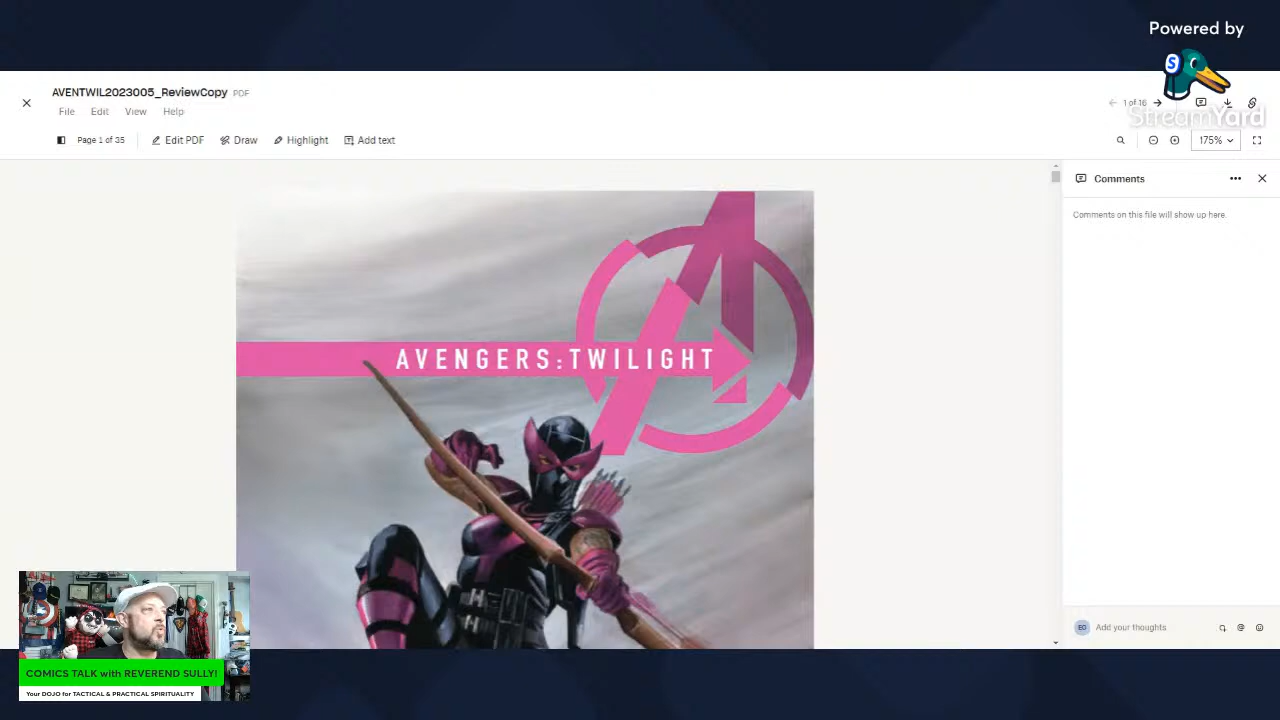 Powered by
StreamYard
AVENTWIL2023005_ReviewCopy PDF
File Edit View Help
1 of 16
Page 1 of 35 Edit PDF Draw Highlight Add text
175%
Comments
Comments on this file will show up here.
AVENGERS:TWILIGHT
EO Add your thoughts
COMICS TALK with REVEREND SULLY!
Your DOJO for TACTICAL & PRACTICAL SPIRITUALITY